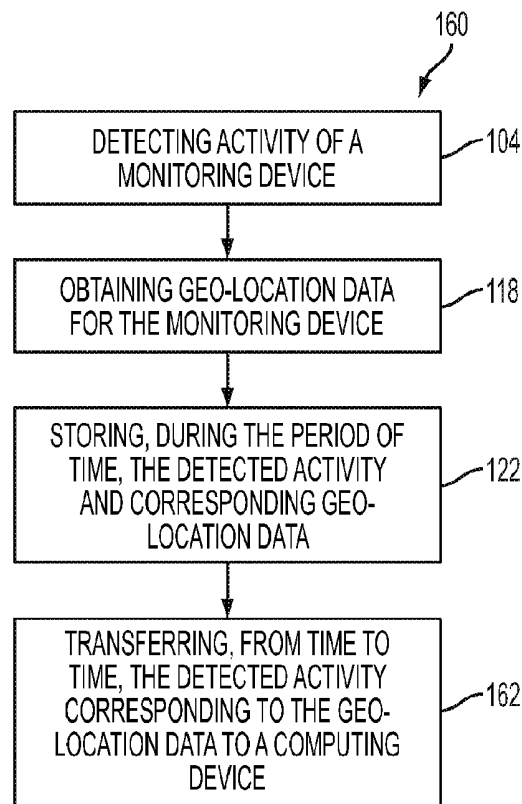 160
DETECTING ACTIVITY OF A
MONITORING DEVICE
104
OBTAINING GEO-LOCATION DATA
FOR THE MONITORING DEVICE
118
STORING, DURING THE PERIOD OF
TIME, THE DETECTED ACTIVITY
AND CORRESPONDING GEO-
LOCATION DATA
122
TRANSFERRING, FROM TIME TO
TIME, THE DETECTED ACTIVITY
CORRESPONDING TO THE GEO-
LOCATION DATA TO A COMPUTING
DEVICE
162